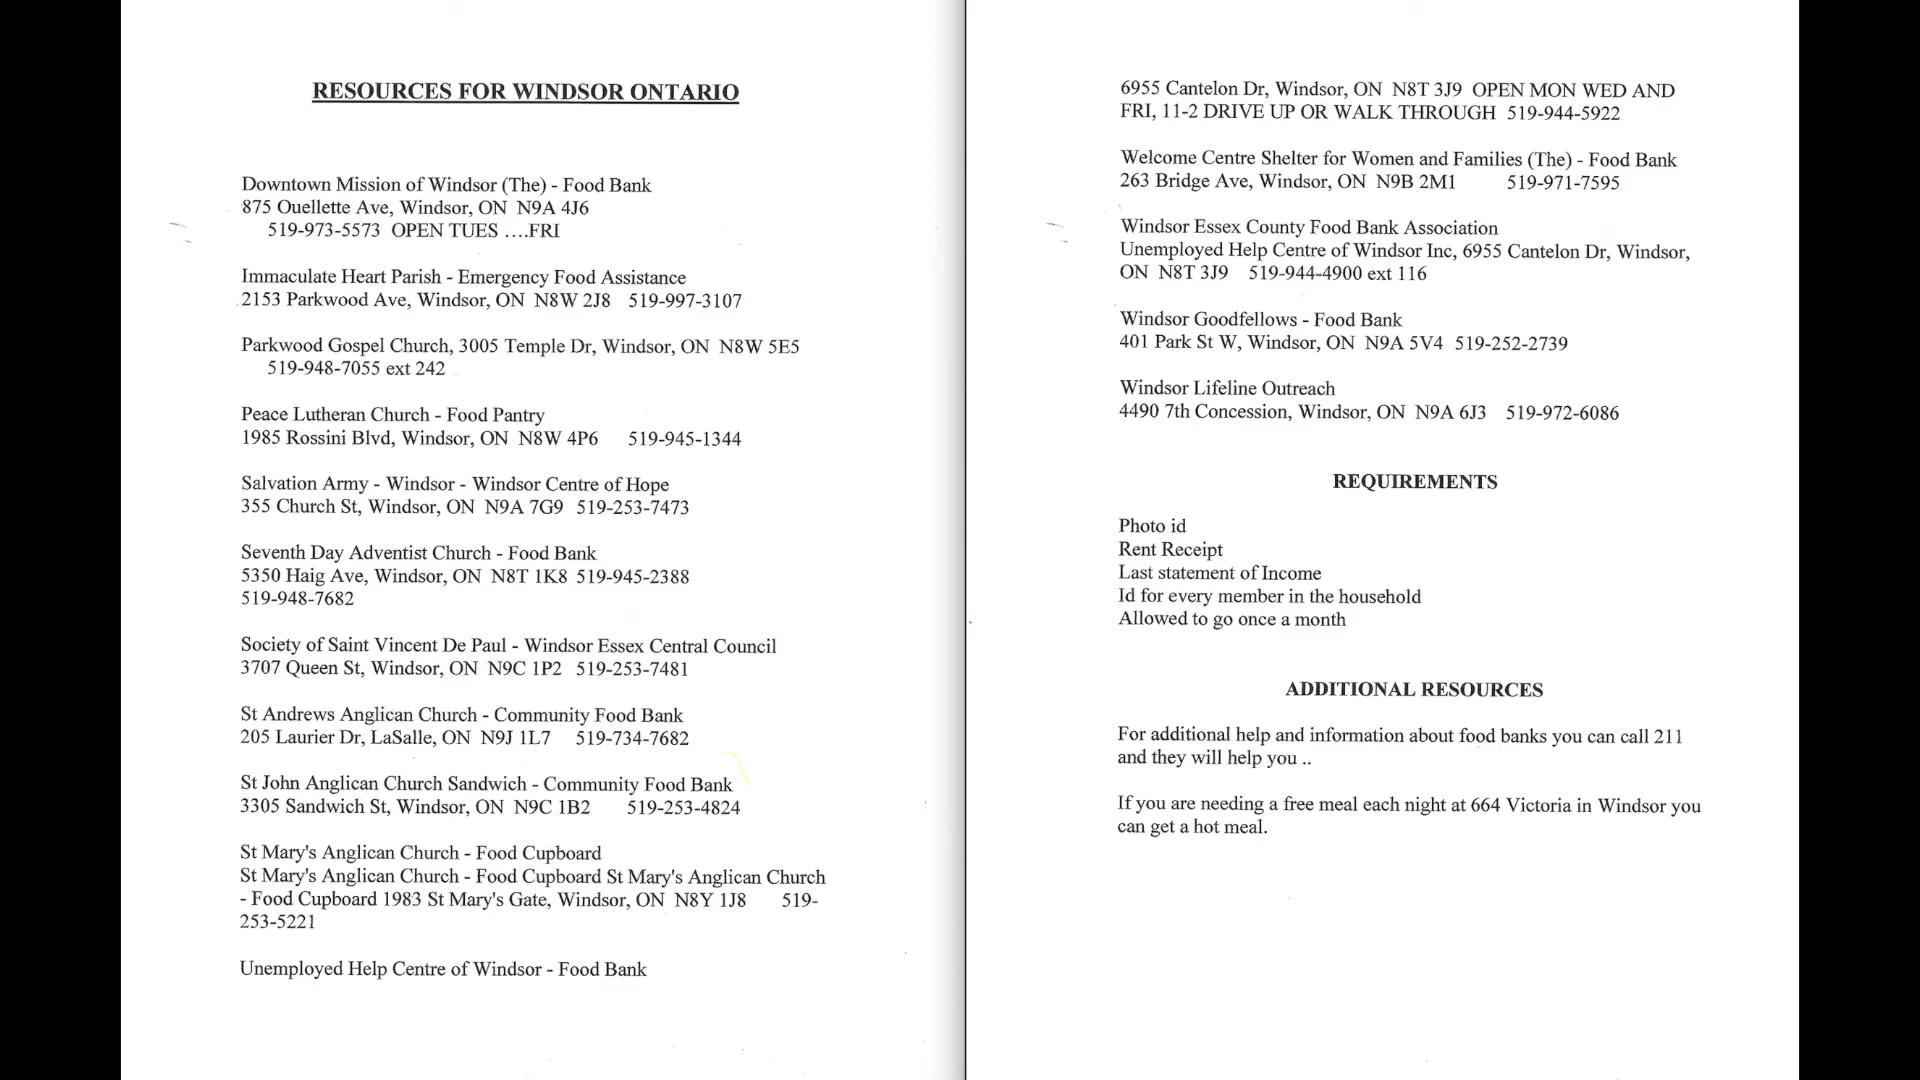 RESOURCES FOR WINDSOR ONTARIO
Downtown Mission of Windsor (The) - Food Bank
875 Ouellette Ave, Windsor, ON N9A 4J6
519-973-5573 OPEN TUES ….FRI
Immaculate Heart Parish - Emergency Food Assistance
2153 Parkwood Ave, Windsor, ON N8W 2J8 519-997-3107
Parkwood Gospel Church, 3005 Temple Dr, Windsor, ON N8W 5E5
519-948-7055 ext 242
Peace Lutheran Church - Food Pantry
1985 Rossini Blvd, Windsor, ON N8W 4P6 519-945-1344
Salvation Army - Windsor - Windsor Centre of Hope
355 Church St, Windsor, ON N9A 7G9 519-253-7473
Seventh Day Adventist Church - Food Bank
5350 Haig Ave, Windsor, ON N8T 1K8 519-945-2388
519-948-7682
Society of Saint Vincent De Paul - Windsor Essex Central Council
3707 Queen St, Windsor, ON N9C 1P2 519-253-7481
St Andrews Anglican Church - Community Food Bank
205 Laurier Dr, LaSalle, ON N9J 1L7 519-734-7682
St John Anglican Church Sandwich - Community Food Bank
3305 Sandwich St, Windsor, ON N9C 1B2 519-253-4824
St Mary's Anglican Church - Food Cupboard
St Mary's Anglican Church - Food Cupboard St Mary's Anglican Church
- Food Cupboard 1983 St Mary's Gate, Windsor, ON N8Y 1J8 519-
253-5221
Unemployed Help Centre of Windsor - Food Bank
6955 Cantelon Dr, Windsor, ON N8T 3J9 OPEN MON WED AND
FRI, 11-2 DRIVE UP OR WALK THROUGH 519-944-5922
Welcome Centre Shelter for Women and Families (The) - Food Bank
263 Bridge Ave, Windsor, ON N9B 2M1 519-971-7595
Windsor Essex County Food Bank Association
Unemployed Help Centre of Windsor Inc, 6955 Cantelon Dr, Windsor,
ON N8T 3J9 519-944-4900 ext 116
Windsor Goodfellows - Food Bank
401 Park St W, Windsor, ON N9A 5V4 519-252-2739
Windsor Lifeline Outreach
4490 7th Concession, Windsor, ON N9A 6J3 519-972-6086
REQUIREMENTS
Photo id
Rent Receipt
Last statement of Income
Id for every member in the household
Allowed to go once a month
ADDITIONAL RESOURCES
For additional help and information about food banks you can call 211
and they will help you ..
If you are needing a free meal each night at 664 Victoria in Windsor you
can get a hot meal.